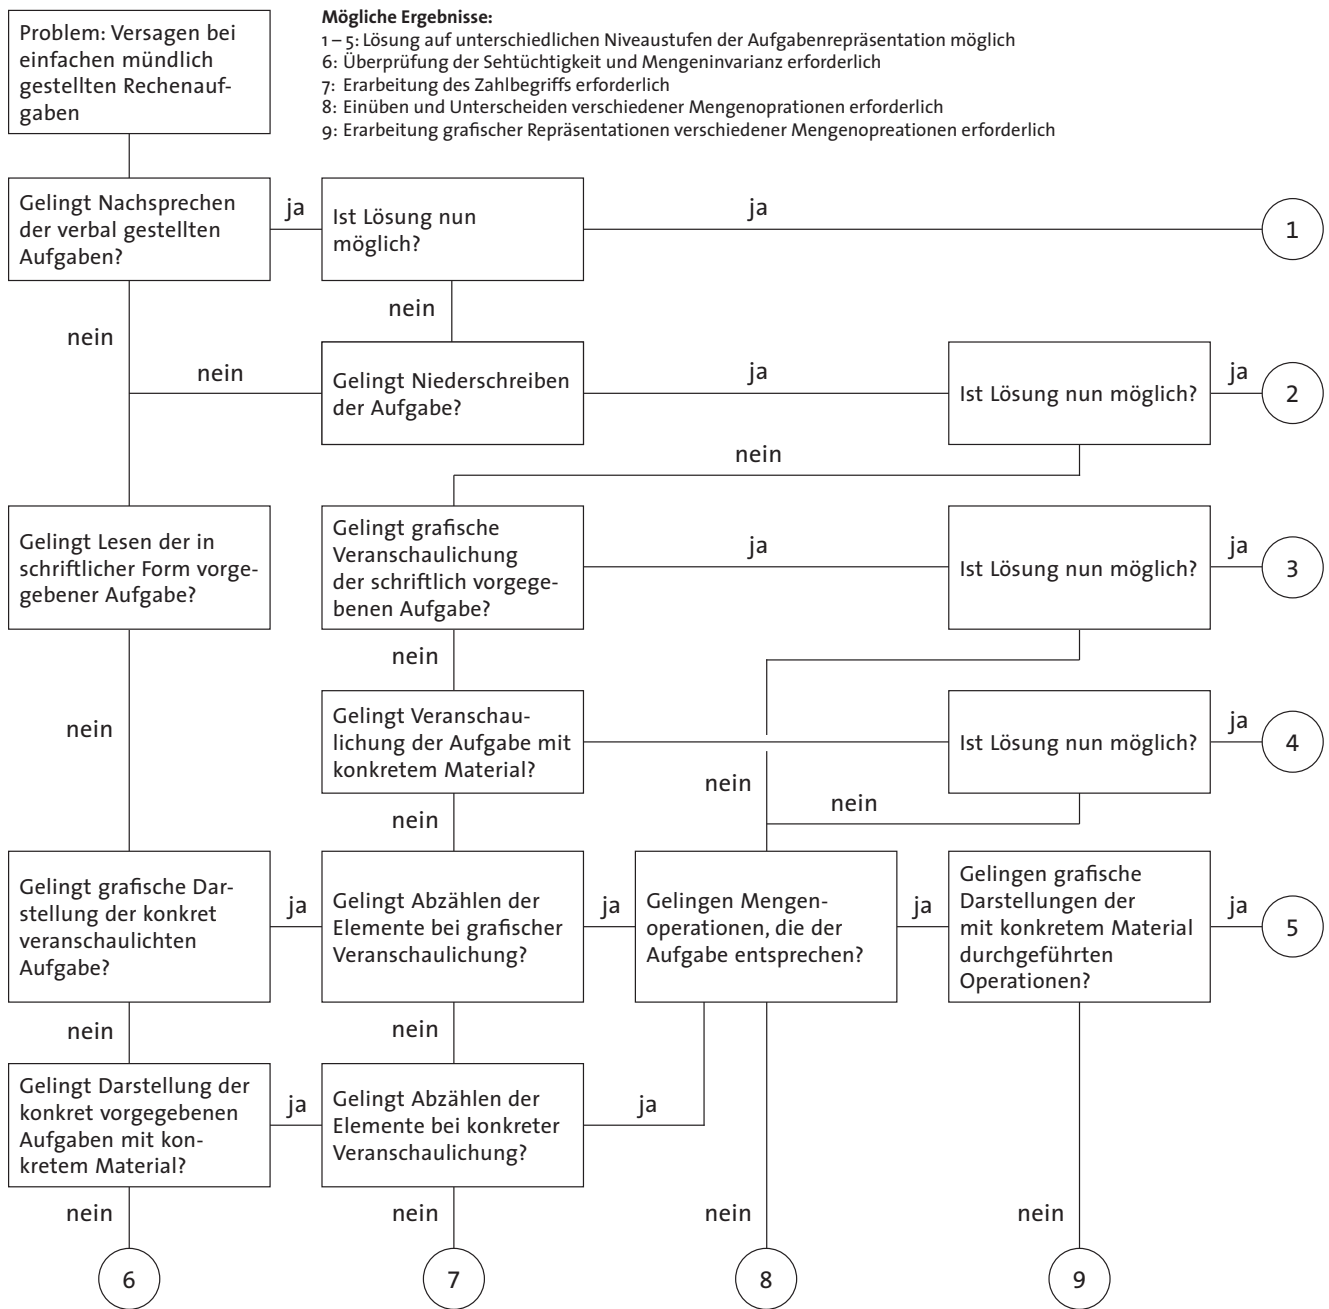 Problem: Versagen bei
einfachen mündlich
gestellten Rechenauf-
gaben
Mögliche Ergebnisse:
1 – 5: Lösung auf unterschiedlichen Niveaustufen der Aufgabenrepräsentation möglich
6: Überprüfung der Sehtüchtigkeit und Mengeninvarianz erforderlich
7: Erarbeitung des Zahlbegriffs erforderlich
8: Einüben und Unterscheiden verschiedener Mengenoprationen erforderlich
9: Erarbeitung grafischer Repräsentationen verschiedener Mengenopreationen erforderlich
Gelingt Nachsprechen
der verbal gestellten
Aufgaben?
ja
Ist Lösung nun
möglich?
ja
1
nein
nein
nein
Gelingt Niederschreiben
der Aufgabe?
ja
Ist Lösung nun möglich?
ja
2
nein
Gelingt Lesen der in
schriftlicher Form vorge-
gebener Aufgabe?
Gelingt grafische
Veranschaulichung
der schriftlich vorgege-
benen Aufgabe?
ja
Ist Lösung nun möglich?
ja
3
nein
nein
Gelingt Veranschau-
lichung der Aufgabe mit
konkretem Material?
Ist Lösung nun möglich?
ja
4
nein
nein
nein
Gelingt grafische Dar-
stellung der konkret
veranschaulichten
Aufgabe?
ja
Gelingt Abzählen der
Elemente bei grafischer
Veranschaulichung?
ja
Gelingen Mengen-
operationen, die der
Aufgabe entsprechen?
ja
Gelingen grafische
Darstellungen der
mit konkretem Material
durchgeführten
Operationen?
ja
5
nein
nein
Gelingt Darstellung der
konkret vorgegebenen
Aufgaben mit kon-
kretem Material?
ja
Gelingt Abzählen der
Elemente bei konkreter
Veranschaulichung?
ja
nein
nein
nein
nein
6
7
8
9